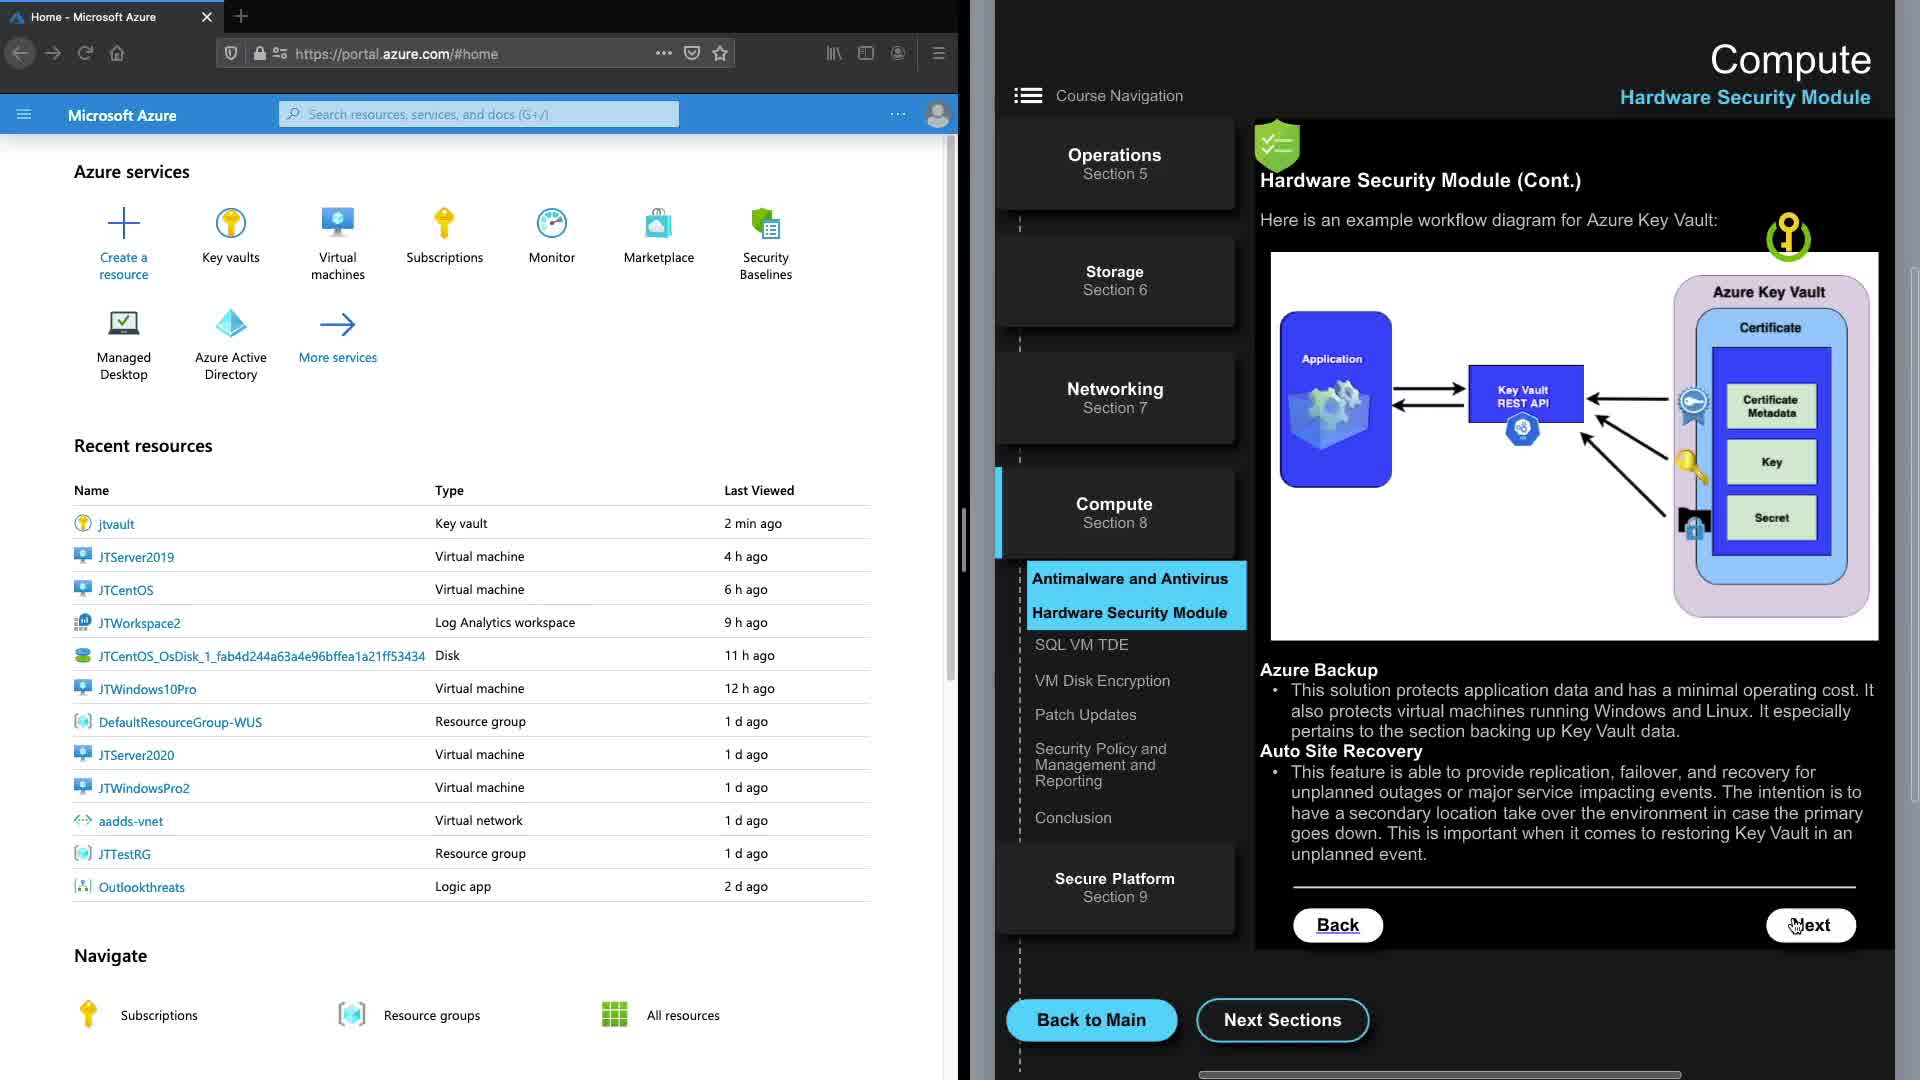 Home - Microsoft Azure
https://portal.azure.com/#home
Microsoft Azure
Search resources, services, and docs (G+/)
Azure services
Create a
resource
Key vaults
Virtual
machines
Subscriptions
Monitor
Marketplace
Security
Baselines
Managed
Desktop
Azure Active
Directory
More services
Recent resources
Name Type Last Viewed
jtvault Key vault 2 min ago
JTServer2019 Virtual machine 4 h ago
JTCentOS Virtual machine 6 h ago
JTWorkspace2 Log Analytics workspace 9 h ago
JTCentOS_OsDisk_1_fab4d244a63a4e96bffea1a21ff53434 Disk 11 h ago
JTWindows10Pro Virtual machine 12 h ago
DefaultResourceGroup-WUS Resource group 1 d ago
JTServer2020 Virtual machine 1 d ago
JTWindowsPro2 Virtual machine 1 d ago
aadds-vnet Virtual network 1 d ago
JTTestRG Resource group 1 d ago
Outlookthreats Logic app 2 d ago
Navigate
Subscriptions
Resource groups
All resources
Compute
Hardware Security Module
Course Navigation
Operations
Section 5
Storage
Section 6
Networking
Section 7
Compute
Section 8
Antimalware and Antivirus
Hardware Security Module
SQL VM TDE
VM Disk Encryption
Patch Updates
Security Policy and
Management and
Reporting
Conclusion
Secure Platform
Section 9
Back to Main
Next Sections
Hardware Security Module (Cont.)
Here is an example workflow diagram for Azure Key Vault:
Application
Key Vault
REST API
Azure Key Vault
Certificate
Certificate
Metadata
Key
Secret
Azure Backup
• This solution protects application data and has a minimal operating cost. It
also protects virtual machines running Windows and Linux. It especially
pertains to the section backing up Key Vault data.
Auto Site Recovery
• This feature is able to provide replication, failover, and recovery for
unplanned outages or major service impacting events. The intention is to
have a secondary location take over the environment in case the primary
goes down. This is important when it comes to restoring Key Vault in an
unplanned event.
Back
Next